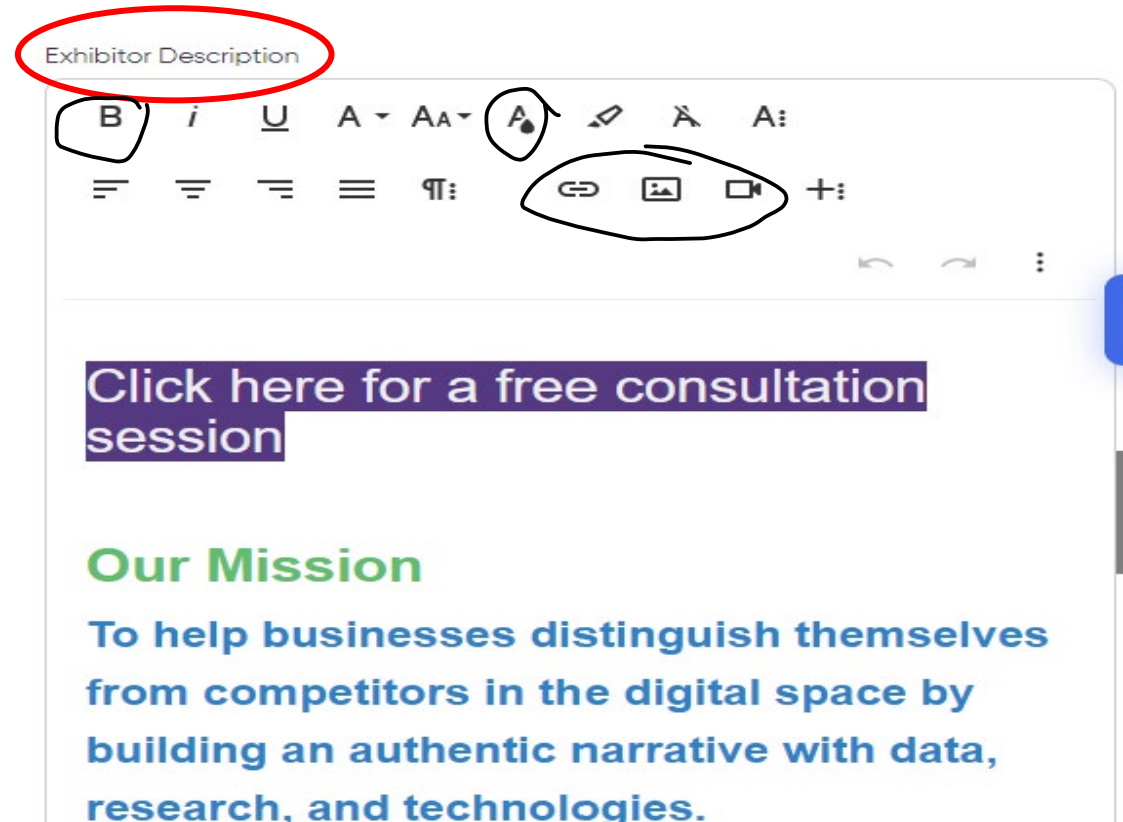 Exhibitor Description
B i U A AA A A A
¶
Click here for a free consultation
session
Our Mission
To help businesses distinguish themselves
from competitors in the digital space by
building an authentic narrative with data,
research, and technologies.